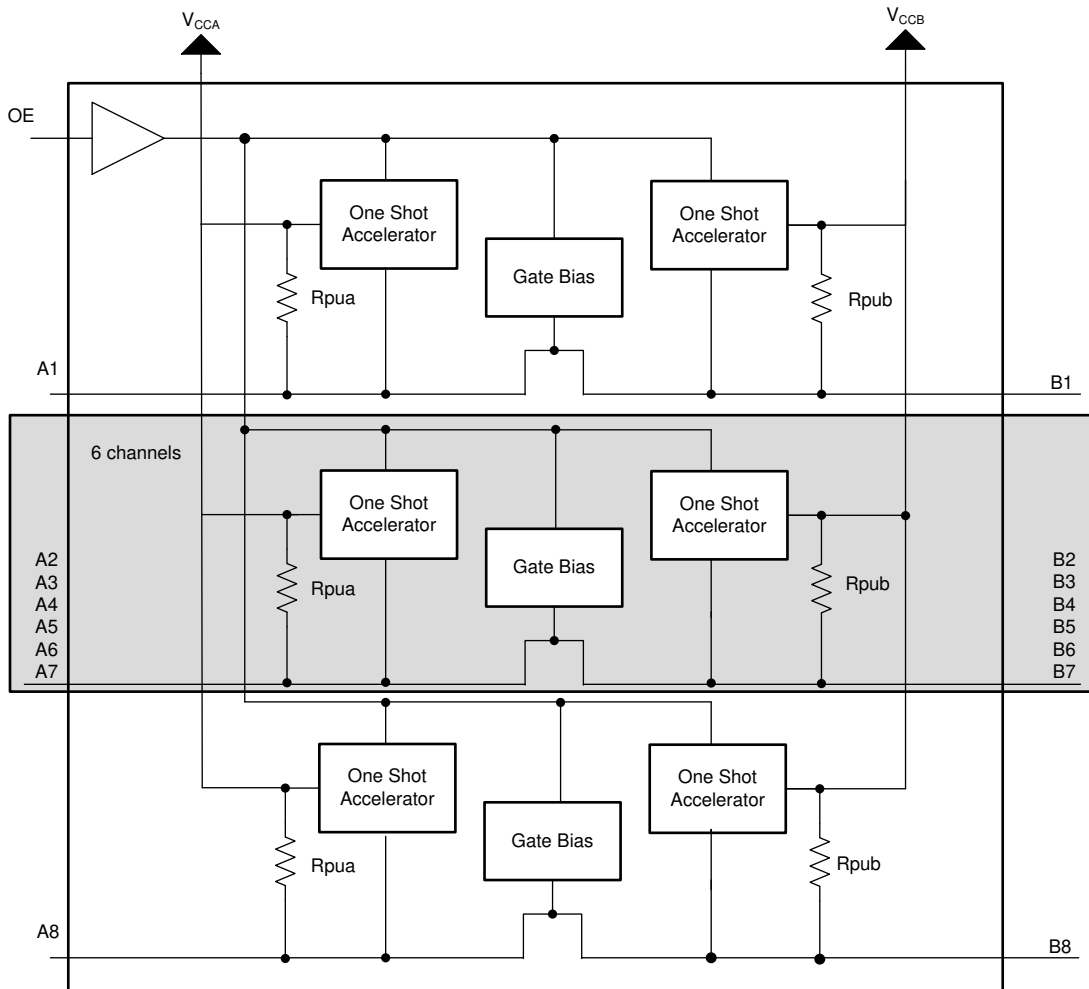 VCCA
VCCB
OE
One Shot
Accelerator
One Shot
Accelerator
Gate Bias
Rpua
Rpub
A1
B1
6 channels
One Shot
Accelerator
One Shot
Accelerator
Gate Bias
Rpua
Rpub
A2
A3
A4
A5
A6
A7
B2
B3
B4
B5
B6
B7
One Shot
Accelerator
One Shot
Accelerator
Gate Bias
Rpua
Rpub
A8
B8